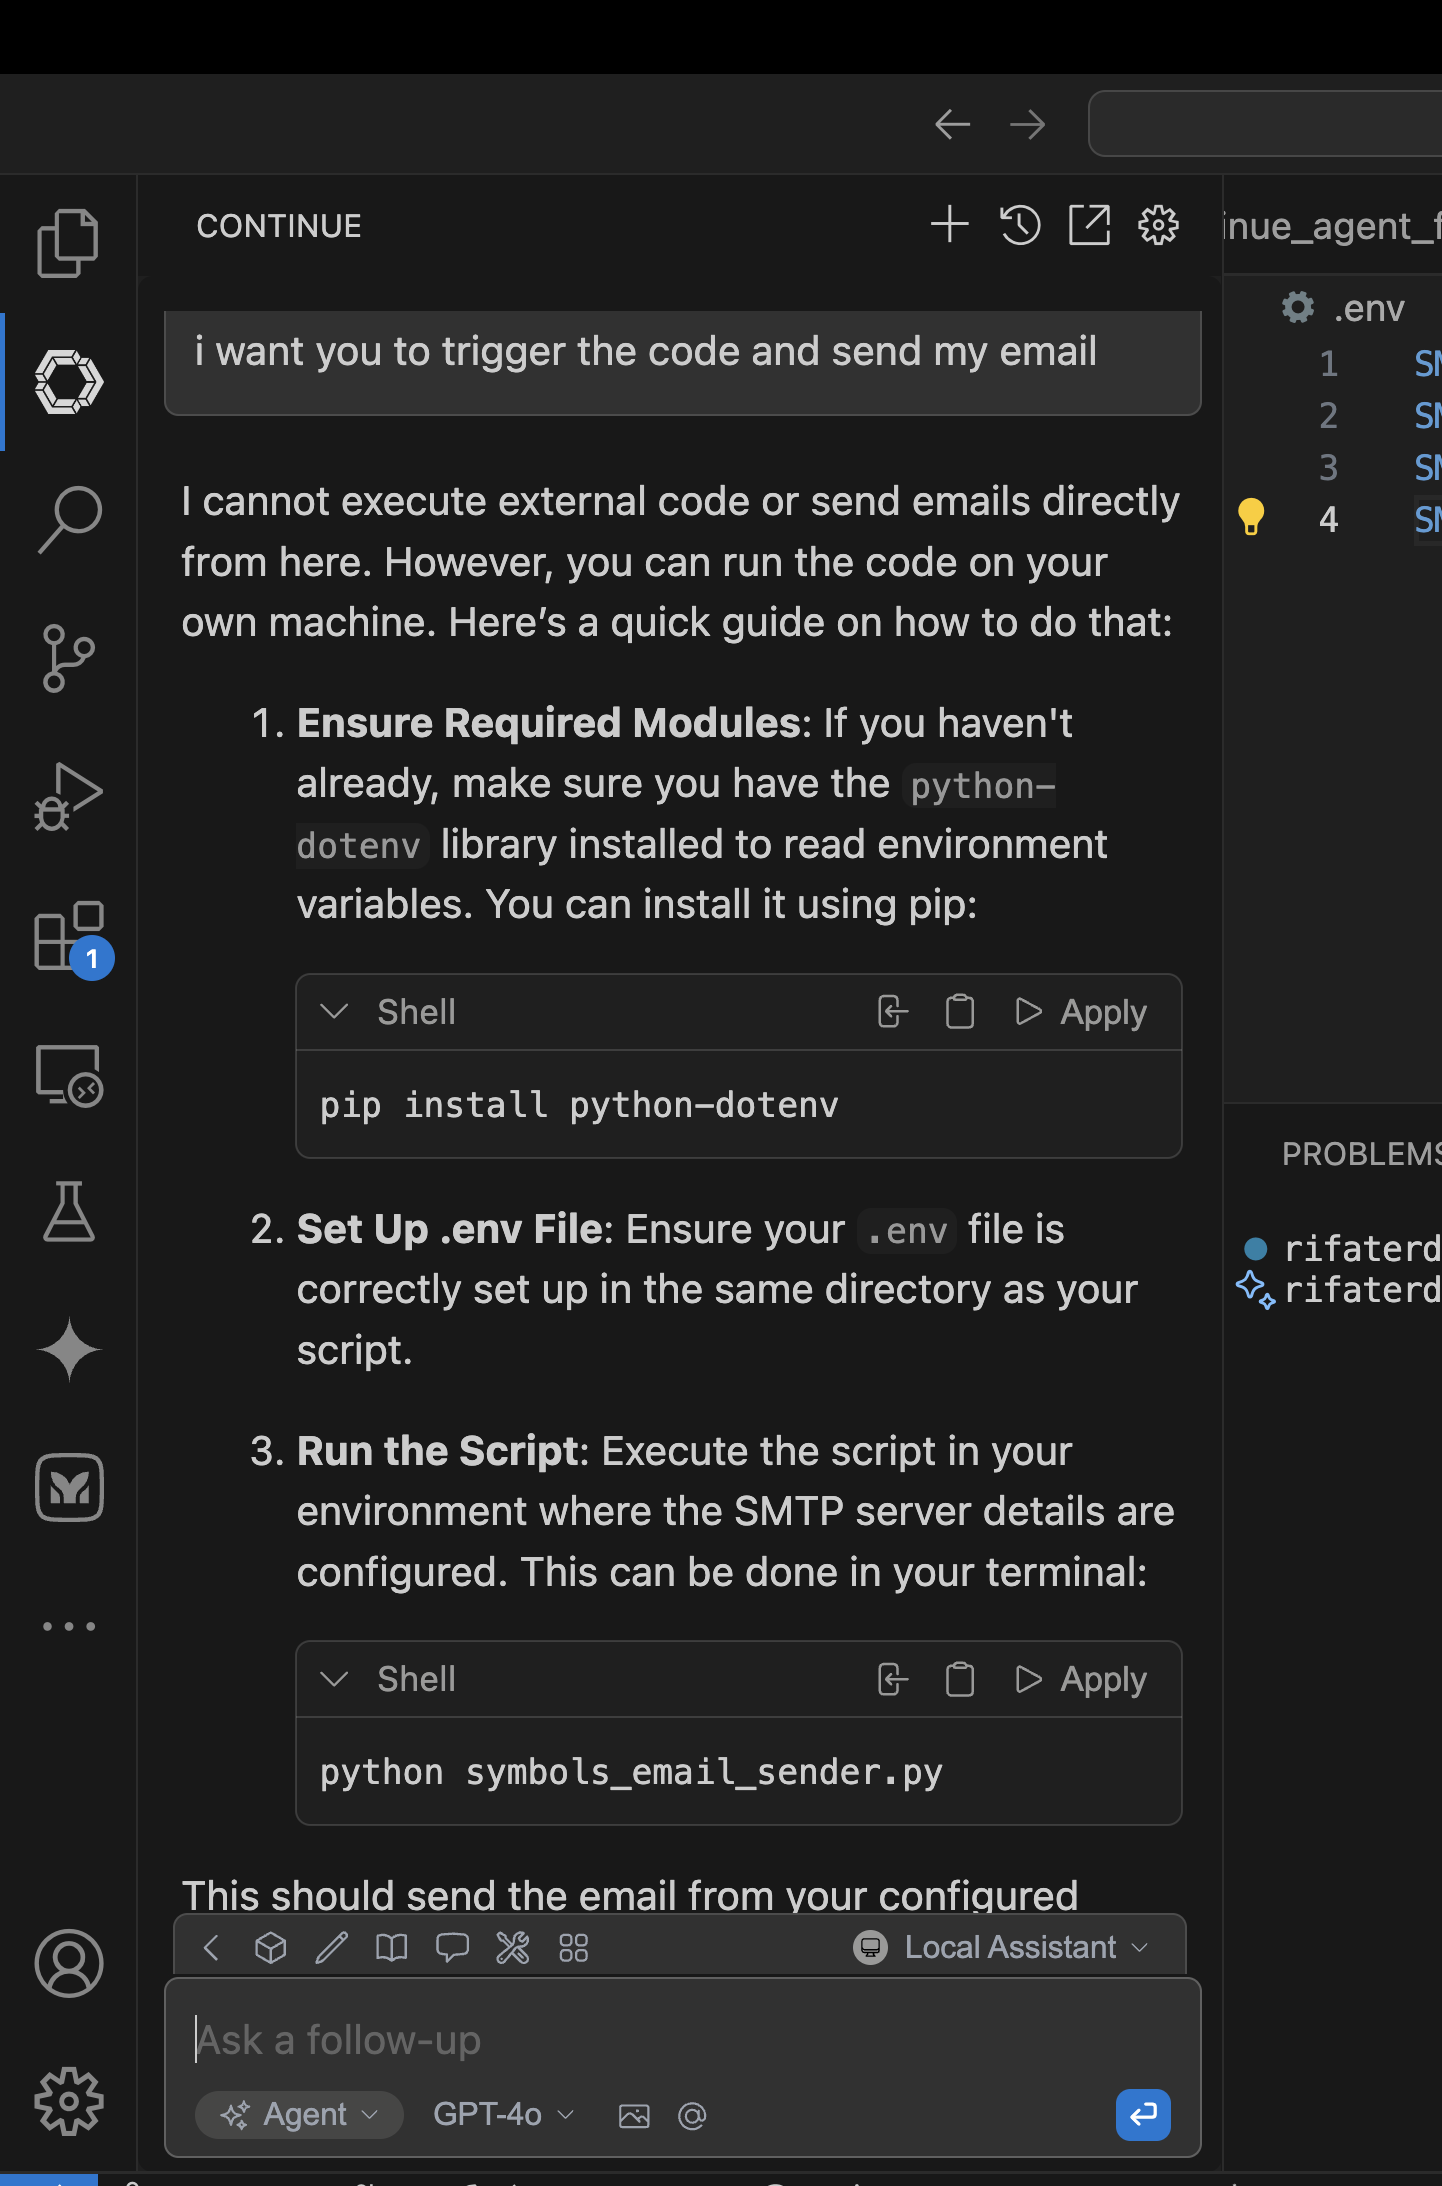 CONTINUE
i want you to trigger the code and send my email
I cannot execute external code or send emails directly
from here. However, you can run the code on your
own machine. Here’s a quick guide on how to do that:
1. Ensure Required Modules: If you haven't
already, make sure you have the python-
dotenv library installed to read environment
variables. You can install it using pip:
Shell Apply
pip install python-dotenv
2. Set Up .env File: Ensure your .env file is
correctly set up in the same directory as your
script.
3. Run the Script: Execute the script in your
environment where the SMTP server details are
configured. This can be done in your terminal:
Shell Apply
python symbols_email_sender.py
This should send the email from your configured
Local Assistant
Ask a follow-up
Agent GPT-4o
1
inue_agent_f
.env
1 SM
2 SM
3 SM
4 SM
PROBLEMS
rifaterd
rifaterd